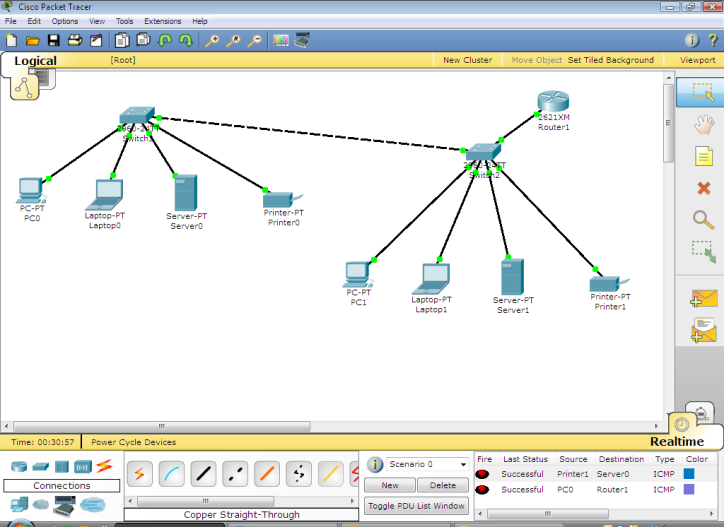 Cisco Packet Tracer
File Edit Options View Tools Extensions Help
Logical [Root] New Cluster Move Object Set Tiled Background Viewport
2621XM
Router1
2960-24TT
Switch2
PC-PT
PC0
Laptop-PT
Laptop0
Server-PT
Server0
Printer-PT
Printer0
PC-PT
PC1
Laptop-PT
Laptop1
Server-PT
Server1
Printer-PT
Printer1
Time: 00:30:57 Power Cycle Devices Realtime
Scenario 0
New Delete
Toggle PDU List Window
Fire Last Status Source Destination Type Color
Successful Printer1 Server0 ICMP
Successful PC0 Router1 ICMP
Connections
Copper Straight-Through